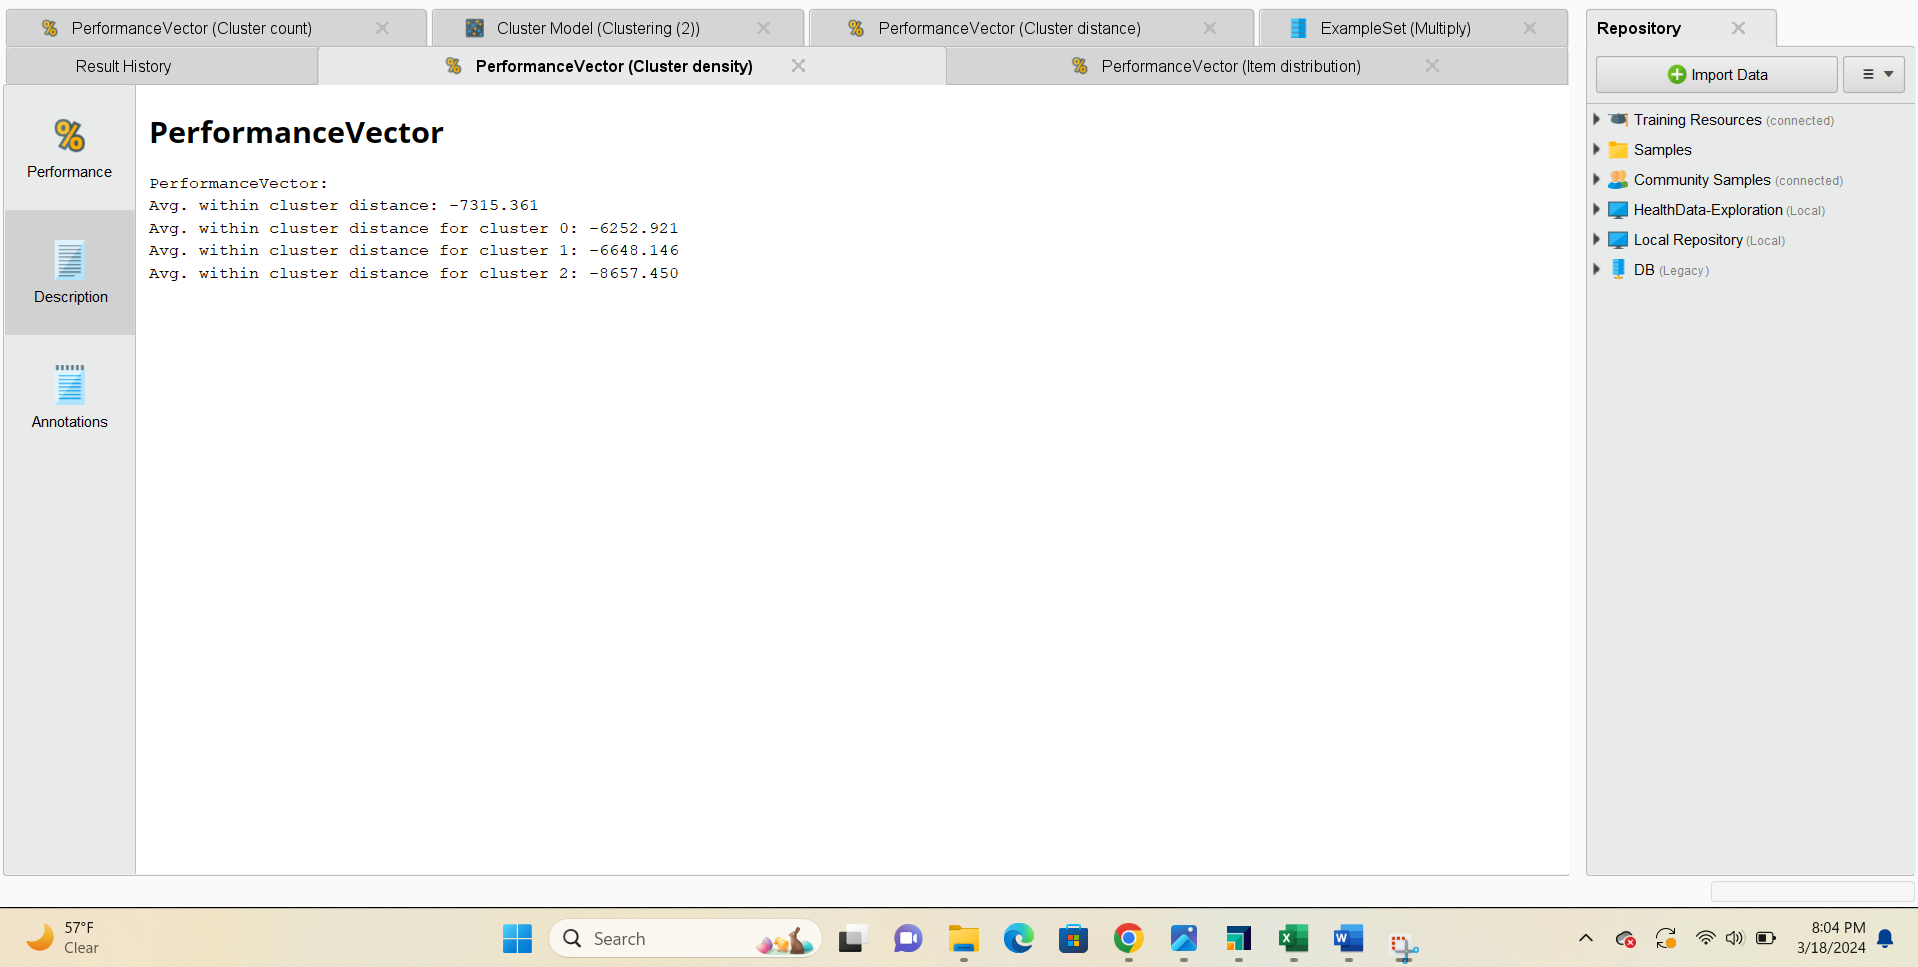 PerformanceVector (Cluster count)
Cluster Model (Clustering (2))
PerformanceVector (Cluster distance)
ExampleSet (Multiply)
Repository
Result History
PerformanceVector (Cluster density)
PerformanceVector (Item distribution)
Import Data
Performance
Description
Annotations
PerformanceVector
PerformanceVector:
Avg. within cluster distance: -7315.361
Avg. within cluster distance for cluster 0: -6252.921
Avg. within cluster distance for cluster 1: -6648.146
Avg. within cluster distance for cluster 2: -8657.450
Training Resources (connected)
Samples
Community Samples (connected)
HealthData-Exploration (Local)
Local Repository (Local)
DB (Legacy)
57°F
Clear
Search
8:04 PM
3/18/2024